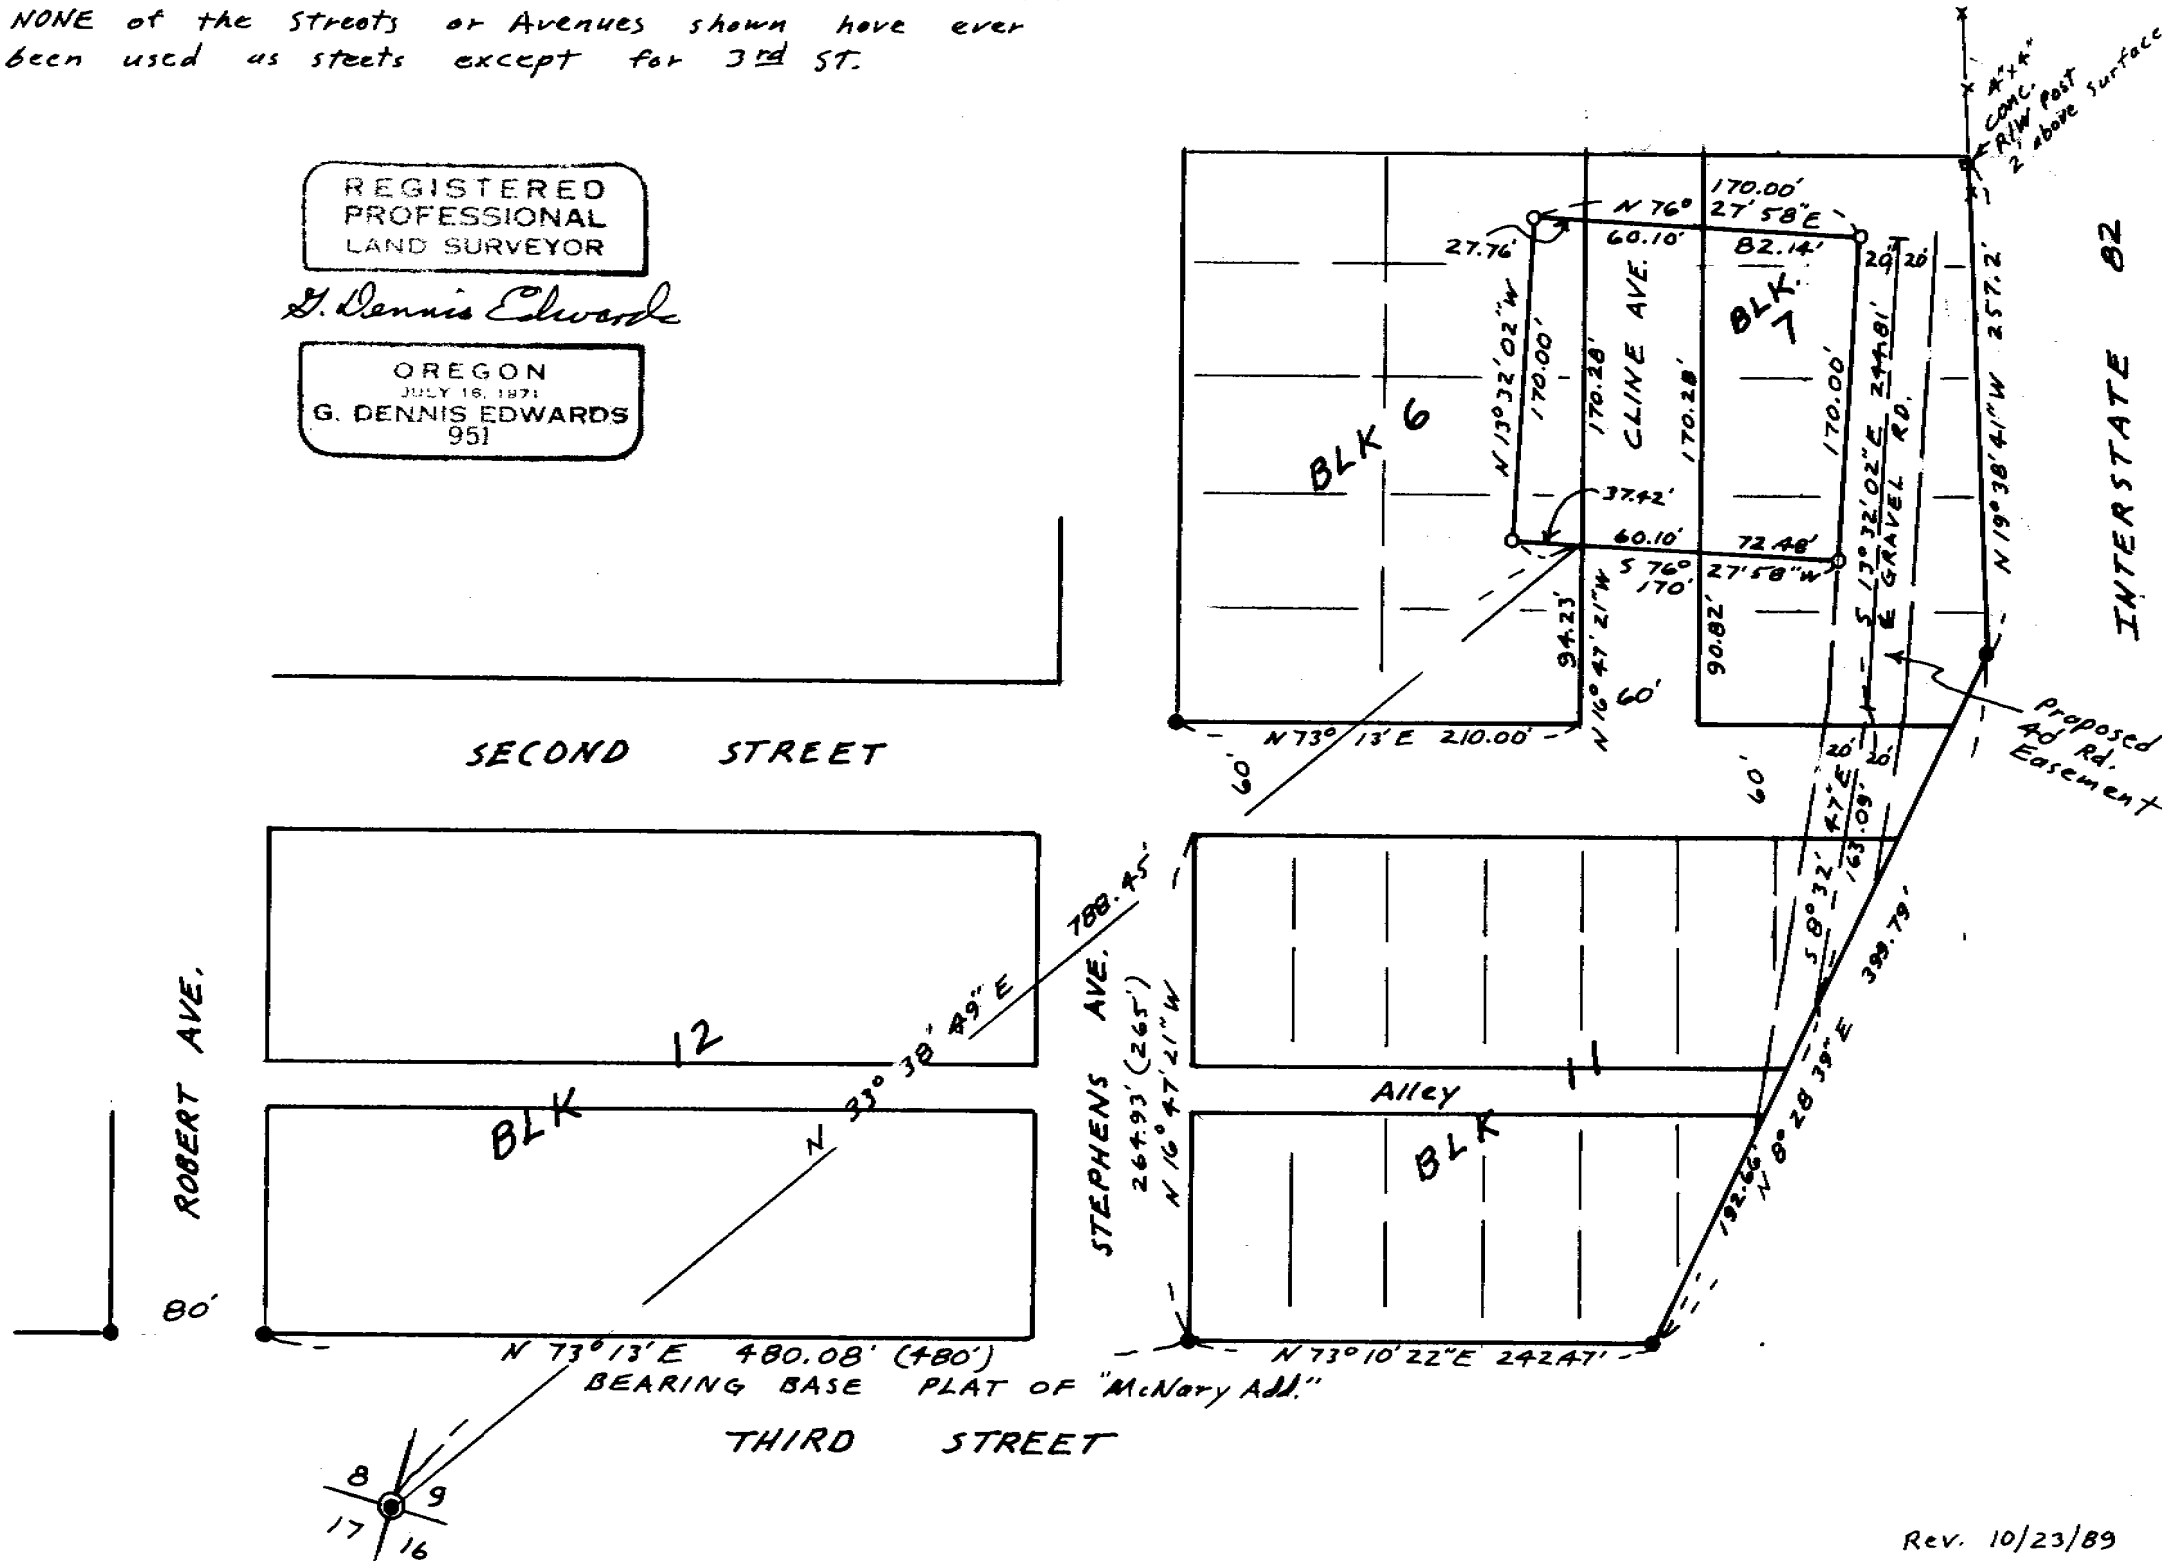 NONE of the Streets or Avenues shown have ever
been used as steets except for 3rd ST.
REGISTERED
PROFESSIONAL
LAND SURVEYOR
G. Dennis Edwards
OREGON
JULY 16, 1971
G. DENNIS EDWARDS
951
4"x4"
CONC.
R/W Post
2' above surface
170.00'
N 76° 27' 58" E
27.76'
60.10'
82.14'
20'
20'
BLK.
7
N 13° 32' 02" W
170.00'
170.28'
CLINE AVE.
170.28'
170.00'
S 13° 32' 02" E 244.81'
₵ GRAVEL RD.
N 19° 38' 41" W 257.2'
INTERSTATE 82
BLK 6
37.42'
60.10'
72.48'
S 76° 27' 58" W
170'
94.23'
N 16° 47' 21" W
90.82'
60'
N 73° 13' E 210.00'
Proposed
40' Rd.
Easement
SECOND STREET
60'
60'
20'
20'
S 8° 32' 47" E
163.09'
788.45
N 33° 38' 49" E
399.79'
N 8° 28' 39" E
192.66'
ROBERT AVE.
12
BLK
STEPHENS AVE.
264.93' (265')
N 16° 47' 21" W
Alley
11
BLK
80'
N 73° 13' E 480.08' (480')
N 73° 10' 22" E 242.47'
BEARING BASE PLAT OF "McNary Add."
THIRD STREET
8
9
17
16
Rev. 10/23/89